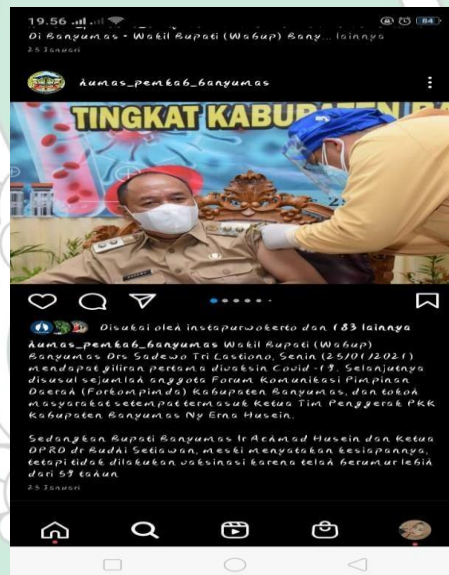 19.56
84
Di Banyumas - Wakil Bupati (Wabup) Bany... lainnya
25 Januari
humas_pemkab_banyumas
TINGKAT KABUPATEN BA
Disukai oleh instapurwokerto dan 183 lainnya
humas_pemkab_banyumas Wakil Bupati (Wabup)
Banyumas Drs Sadewo Tri Lastiono, Senin (25/01/2021)
mendapat giliran pertama divaksin Covid -19. Selanjutnya
disusul sejumlah anggota Forum Komunikasi Pimpinan
Daerah (Forkompimda) Kabupaten Banyumas, dan tokoh
masyarakat setempat termasuk Ketua Tim Penggerak PKK
Kabupaten Banyumas Ny Erna Husein.
Sedangkan Bupati Banyumas Ir Achmad Husein dan Ketua
DPRD dr Budhi Setiawan, meski menyatakan kesiapannya,
tetapi tidak dilakukan vaksinasi karena telah berumur lebih
dari 59 tahun
25 Januari